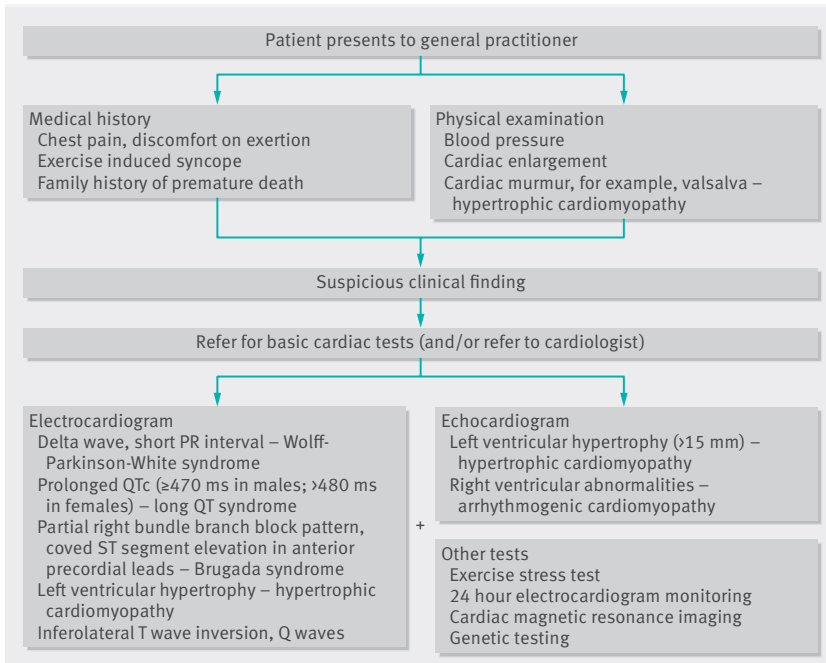 Patient presents to general practitioner
Medical history
Chest pain, discomfort on exertion
Exercise induced syncope
Family history of premature death
Physical examination
Blood pressure
Cardiac enlargement
Cardiac murmur, for example, valsalva –
hypertrophic cardiomyopathy
Suspicious clinical finding
Refer for basic cardiac tests (and/or refer to cardiologist)
Electrocardiogram
Delta wave, short PR interval – Wolff-
Parkinson-White syndrome
Prolonged QTc (≥470 ms in males; >480 ms
in females) – long QT syndrome
Partial right bundle branch block pattern,
coved ST segment elevation in anterior
precordial leads – Brugada syndrome
Left ventricular hypertrophy – hypertrophic
cardiomyopathy
Inferolateral T wave inversion, Q waves
+
Echocardiogram
Left ventricular hypertrophy (>15 mm) –
hypertrophic cardiomyopathy
Right ventricular abnormalities –
arrhythmogenic cardiomyopathy
Other tests
Exercise stress test
24 hour electrocardiogram monitoring
Cardiac magnetic resonance imaging
Genetic testing